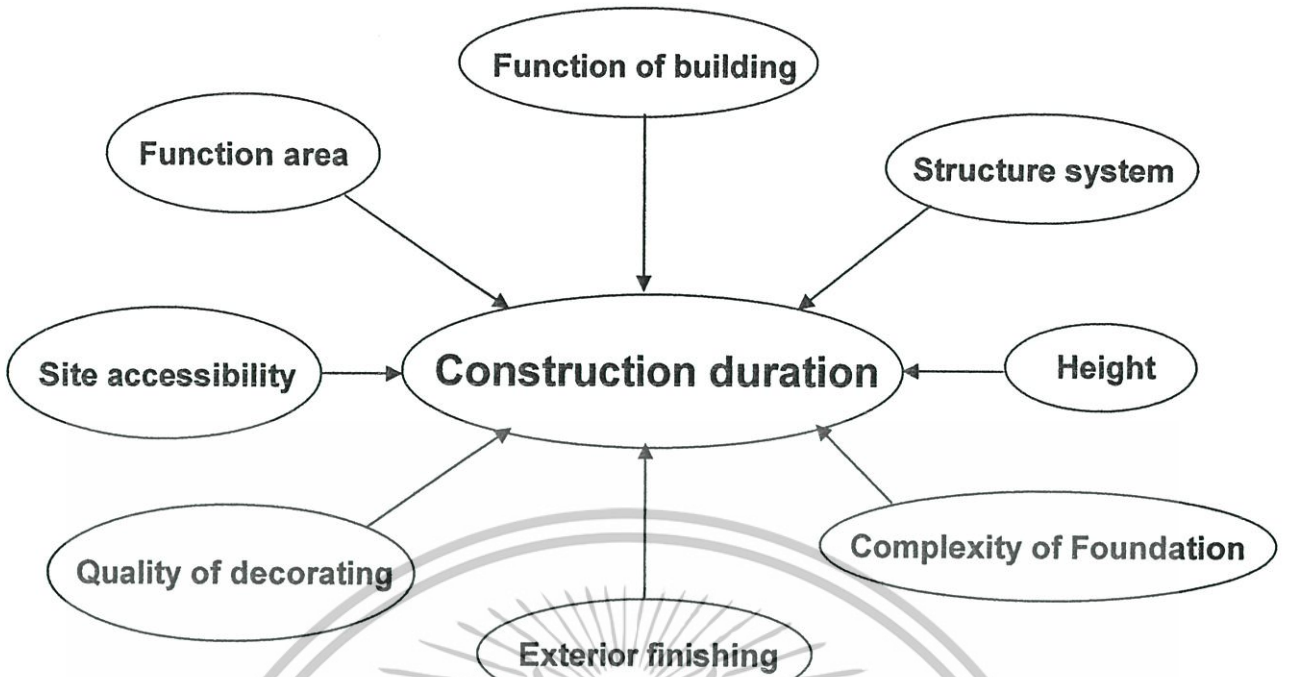 Function of building
Function area
Structure system
Site accessibility
Construction duration
Height
Quality of decorating
Complexity of Foundation
Exterior finishing